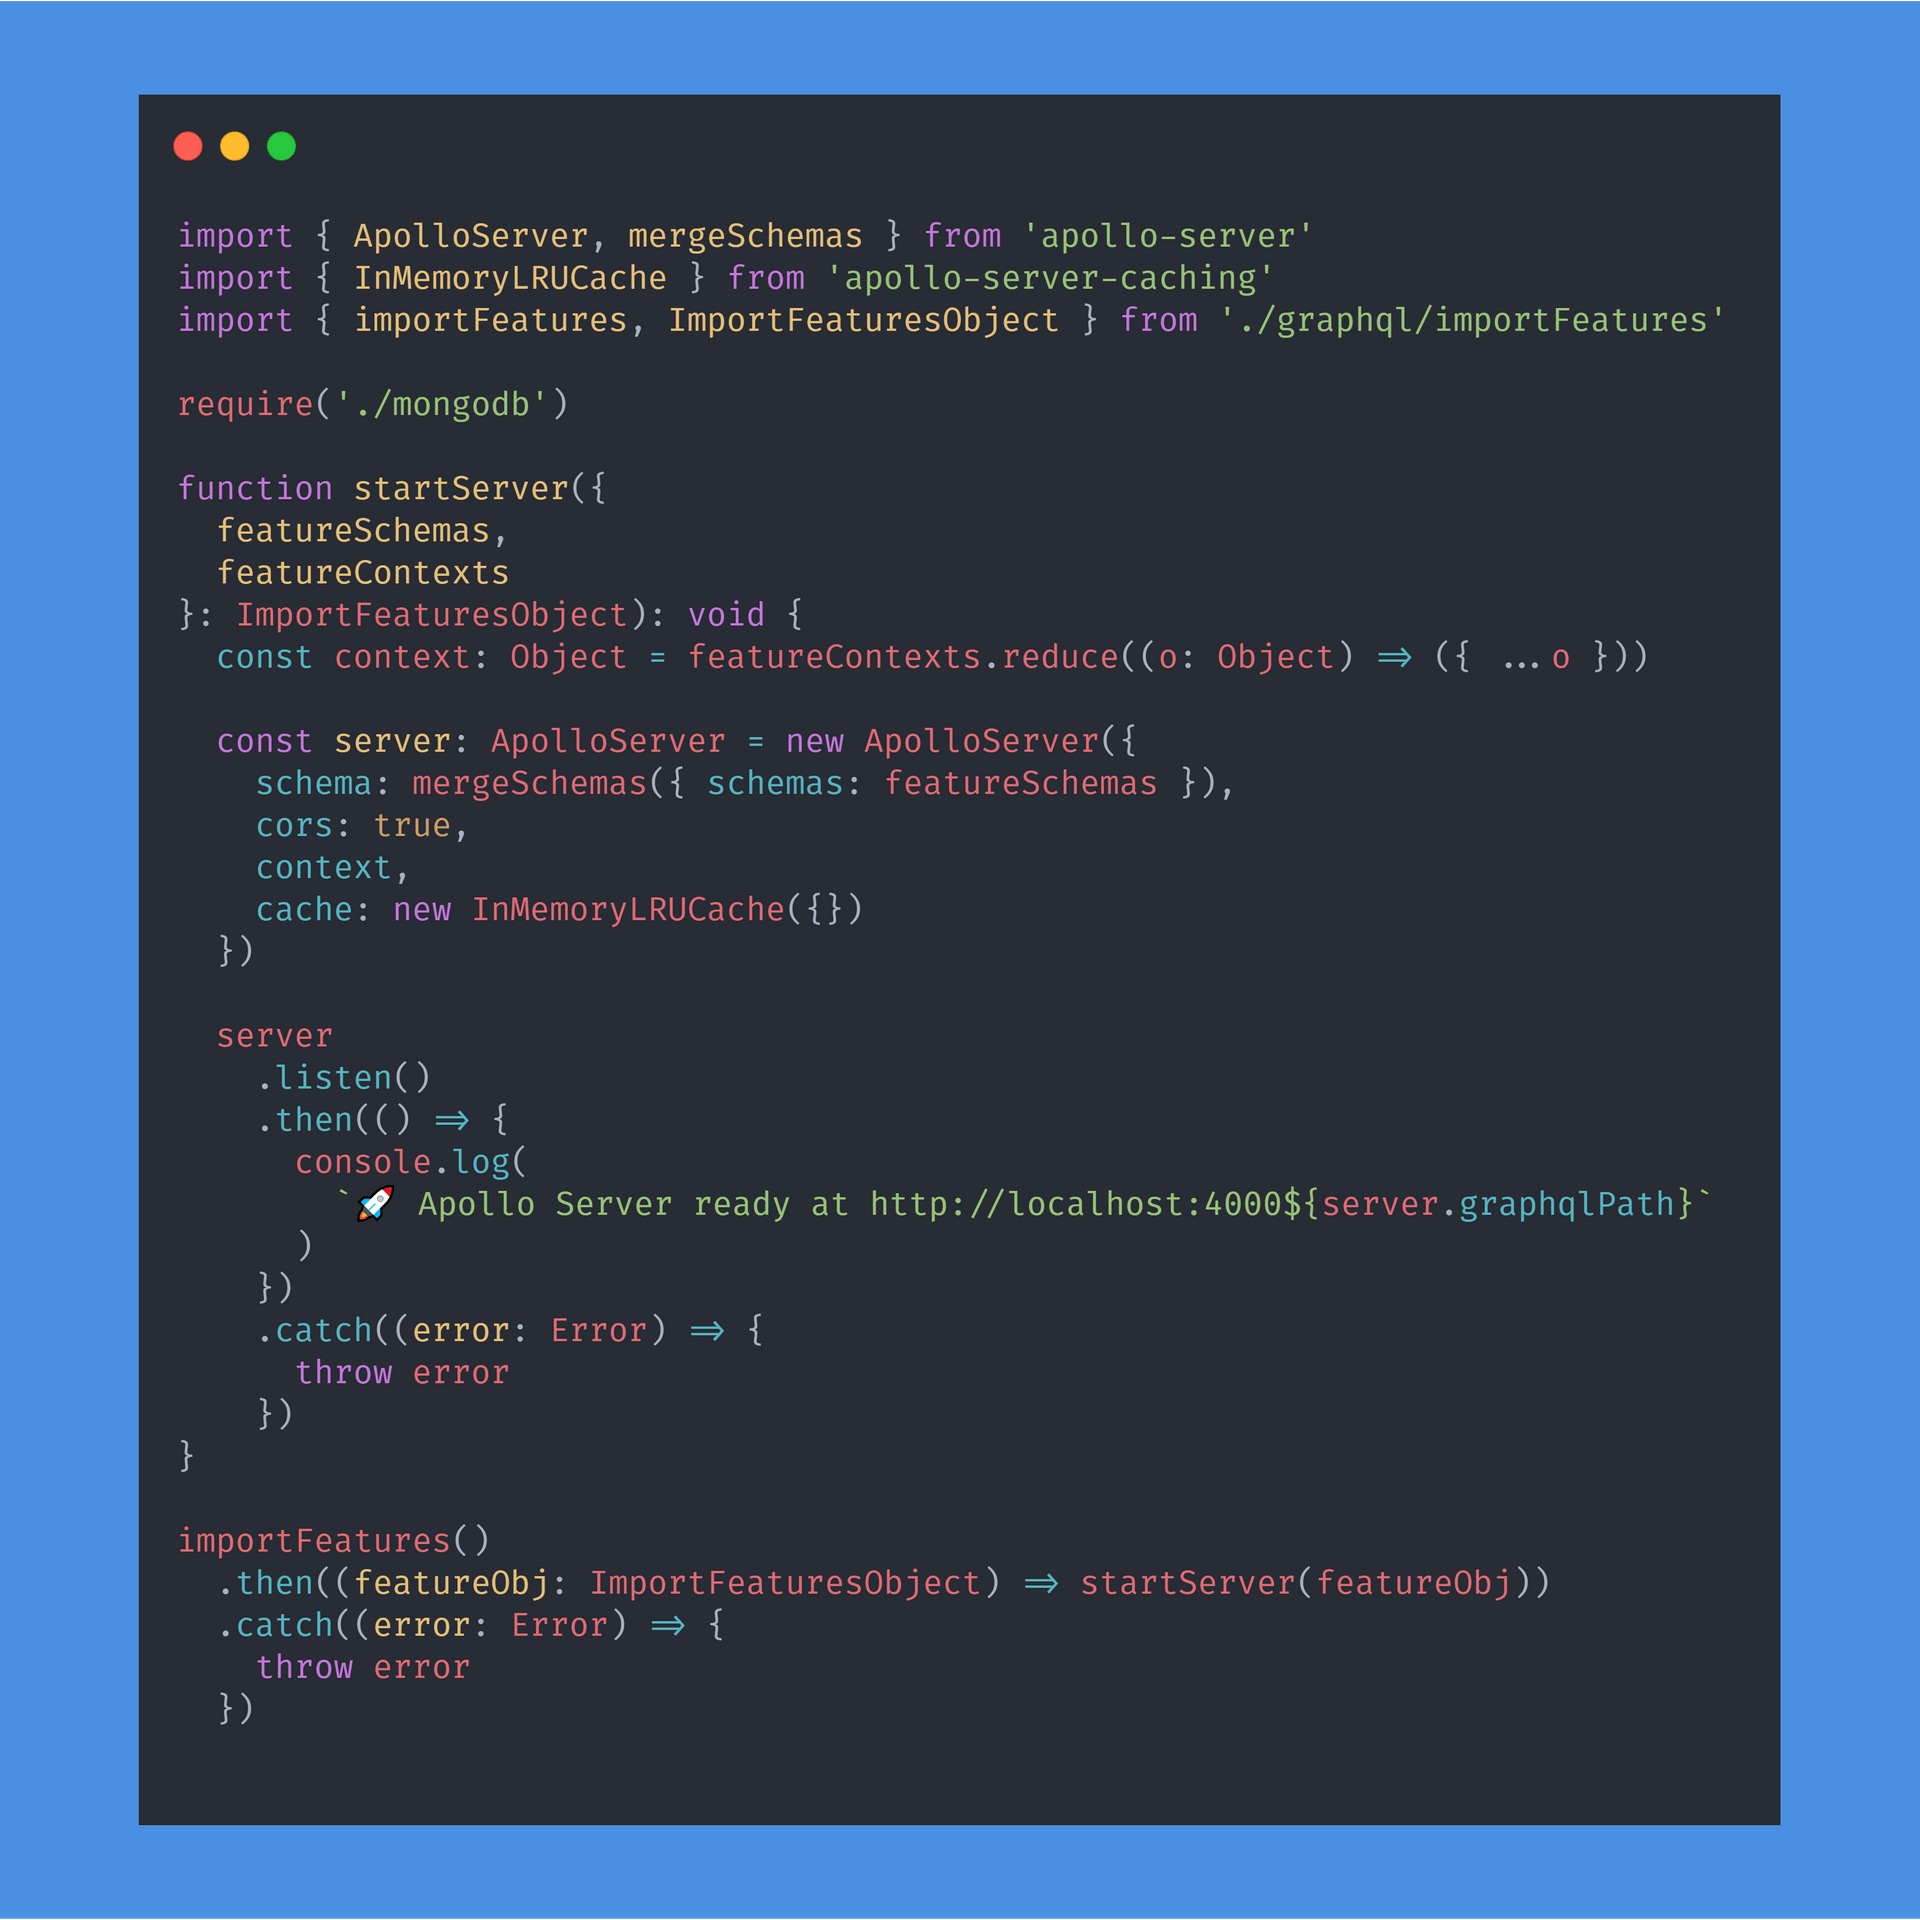 import { ApolloServer, mergeSchemas } from 'apollo-server'
import { InMemoryLRUCache } from 'apollo-server-caching'
import { importFeatures, ImportFeaturesObject } from './graphql/importFeatures'

require('./mongodb')

function startServer({
  featureSchemas,
  featureContexts
}: ImportFeaturesObject): void {
  const context: Object = featureContexts.reduce((o: Object) => ({ ...o }))

  const server: ApolloServer = new ApolloServer({
    schema: mergeSchemas({ schemas: featureSchemas }),
    cors: true,
    context,
    cache: new InMemoryLRUCache({})
  })

  server
    .listen()
    .then(() => {
      console.log(
        `🚀 Apollo Server ready at http://localhost:4000${server.graphqlPath}`
      )
    })
    .catch((error: Error) => {
      throw error
    })
}

importFeatures()
  .then((featureObj: ImportFeaturesObject) => startServer(featureObj))
  .catch((error: Error) => {
    throw error
  })